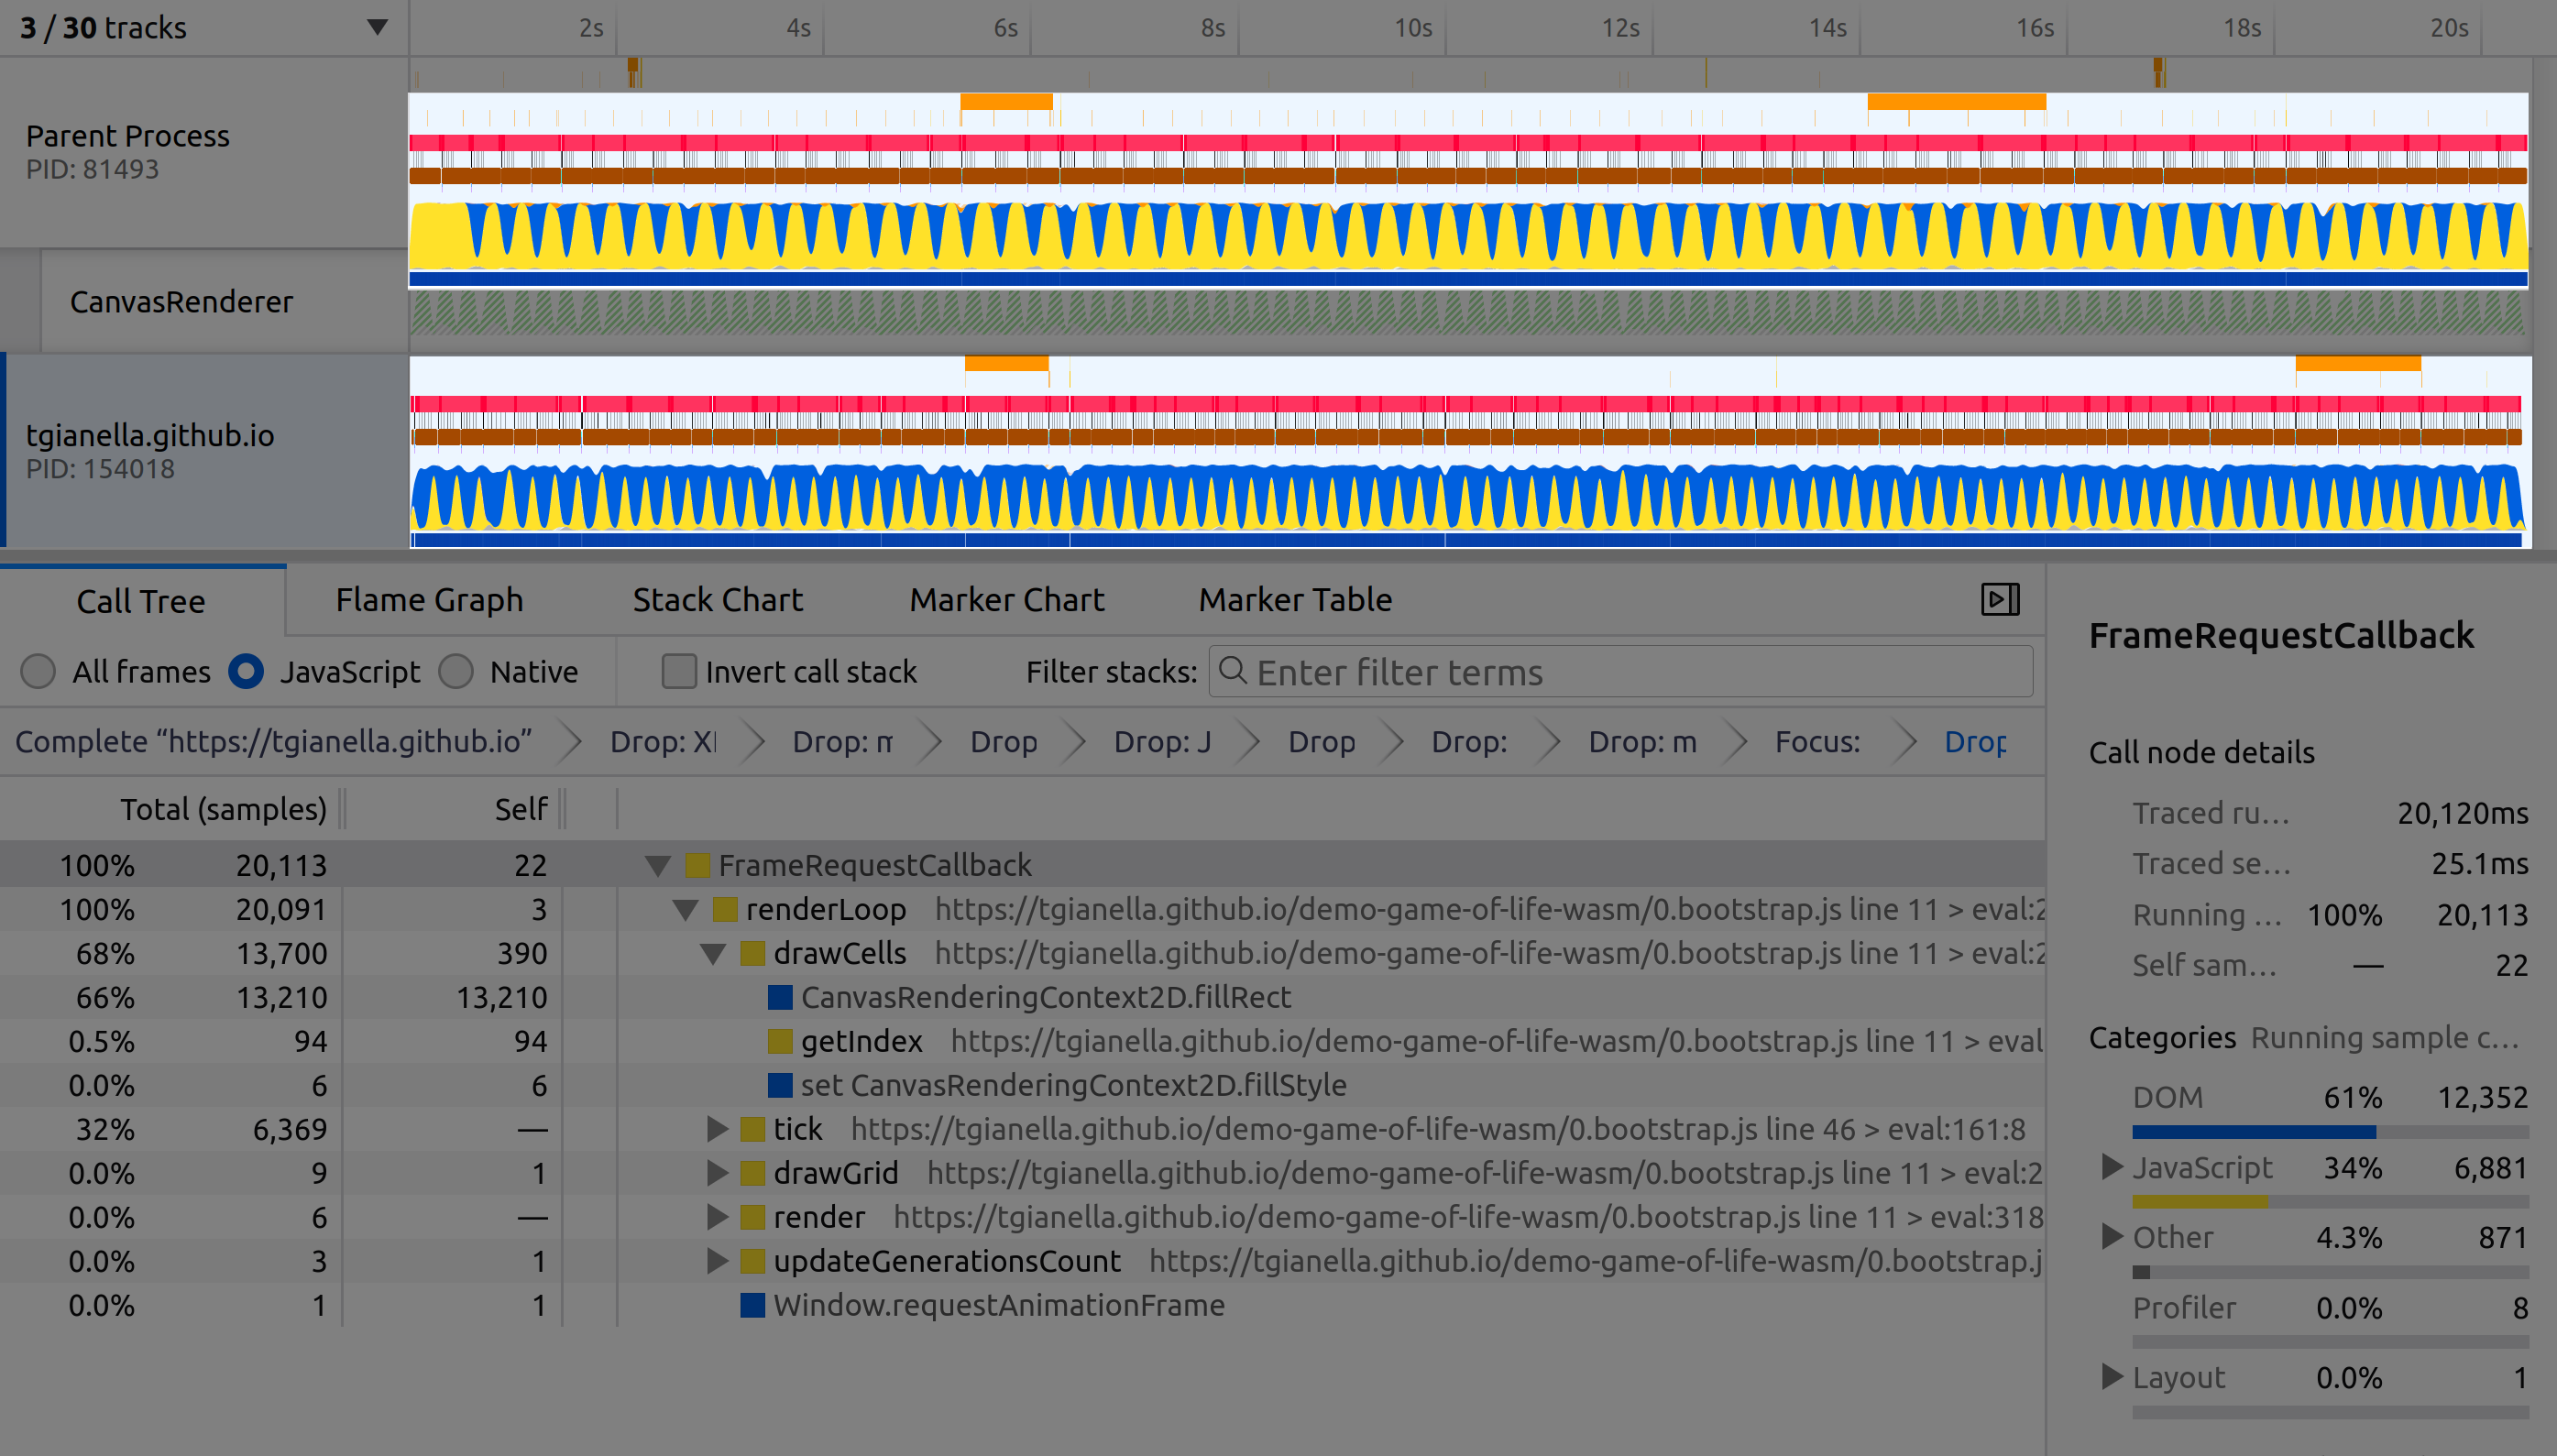 3 / 30 tracks
2s 4s 6s 8s 10s 12s 14s 16s 18s 20s
Parent Process
PID: 81493
CanvasRenderer
tgianella.github.io
PID: 154018
Call Tree Flame Graph Stack Chart Marker Chart Marker Table
All frames JavaScript Native Invert call stack Filter stacks: Enter filter terms
Complete “https://tgianella.github.io” Drop: XI Drop: m Drop Drop: J Drop Drop: Drop: m Focus: Drop
Total (samples) Self
100% 20,113 22 FrameRequestCallback
100% 20,091 3 renderLoop https://tgianella.github.io/demo-game-of-life-wasm/0.bootstrap.js line 11 > eval:2
68% 13,700 390 drawCells https://tgianella.github.io/demo-game-of-life-wasm/0.bootstrap.js line 11 > eval:2
66% 13,210 13,210 CanvasRenderingContext2D.fillRect
0.5% 94 94 getIndex https://tgianella.github.io/demo-game-of-life-wasm/0.bootstrap.js line 11 > eval
0.0% 6 6 set CanvasRenderingContext2D.fillStyle
32% 6,369 — tick https://tgianella.github.io/demo-game-of-life-wasm/0.bootstrap.js line 46 > eval:161:8
0.0% 9 1 drawGrid https://tgianella.github.io/demo-game-of-life-wasm/0.bootstrap.js line 11 > eval:2
0.0% 6 — render https://tgianella.github.io/demo-game-of-life-wasm/0.bootstrap.js line 11 > eval:318
0.0% 3 1 updateGenerationsCount https://tgianella.github.io/demo-game-of-life-wasm/0.bootstrap.j
0.0% 1 1 Window.requestAnimationFrame
FrameRequestCallback
Call node details
Traced ru… 20,120ms
Traced se… 25.1ms
Running … 100% 20,113
Self sam… — 22
Categories Running sample c…
DOM 61% 12,352
JavaScript 34% 6,881
Other 4.3% 871
Profiler 0.0% 8
Layout 0.0% 1